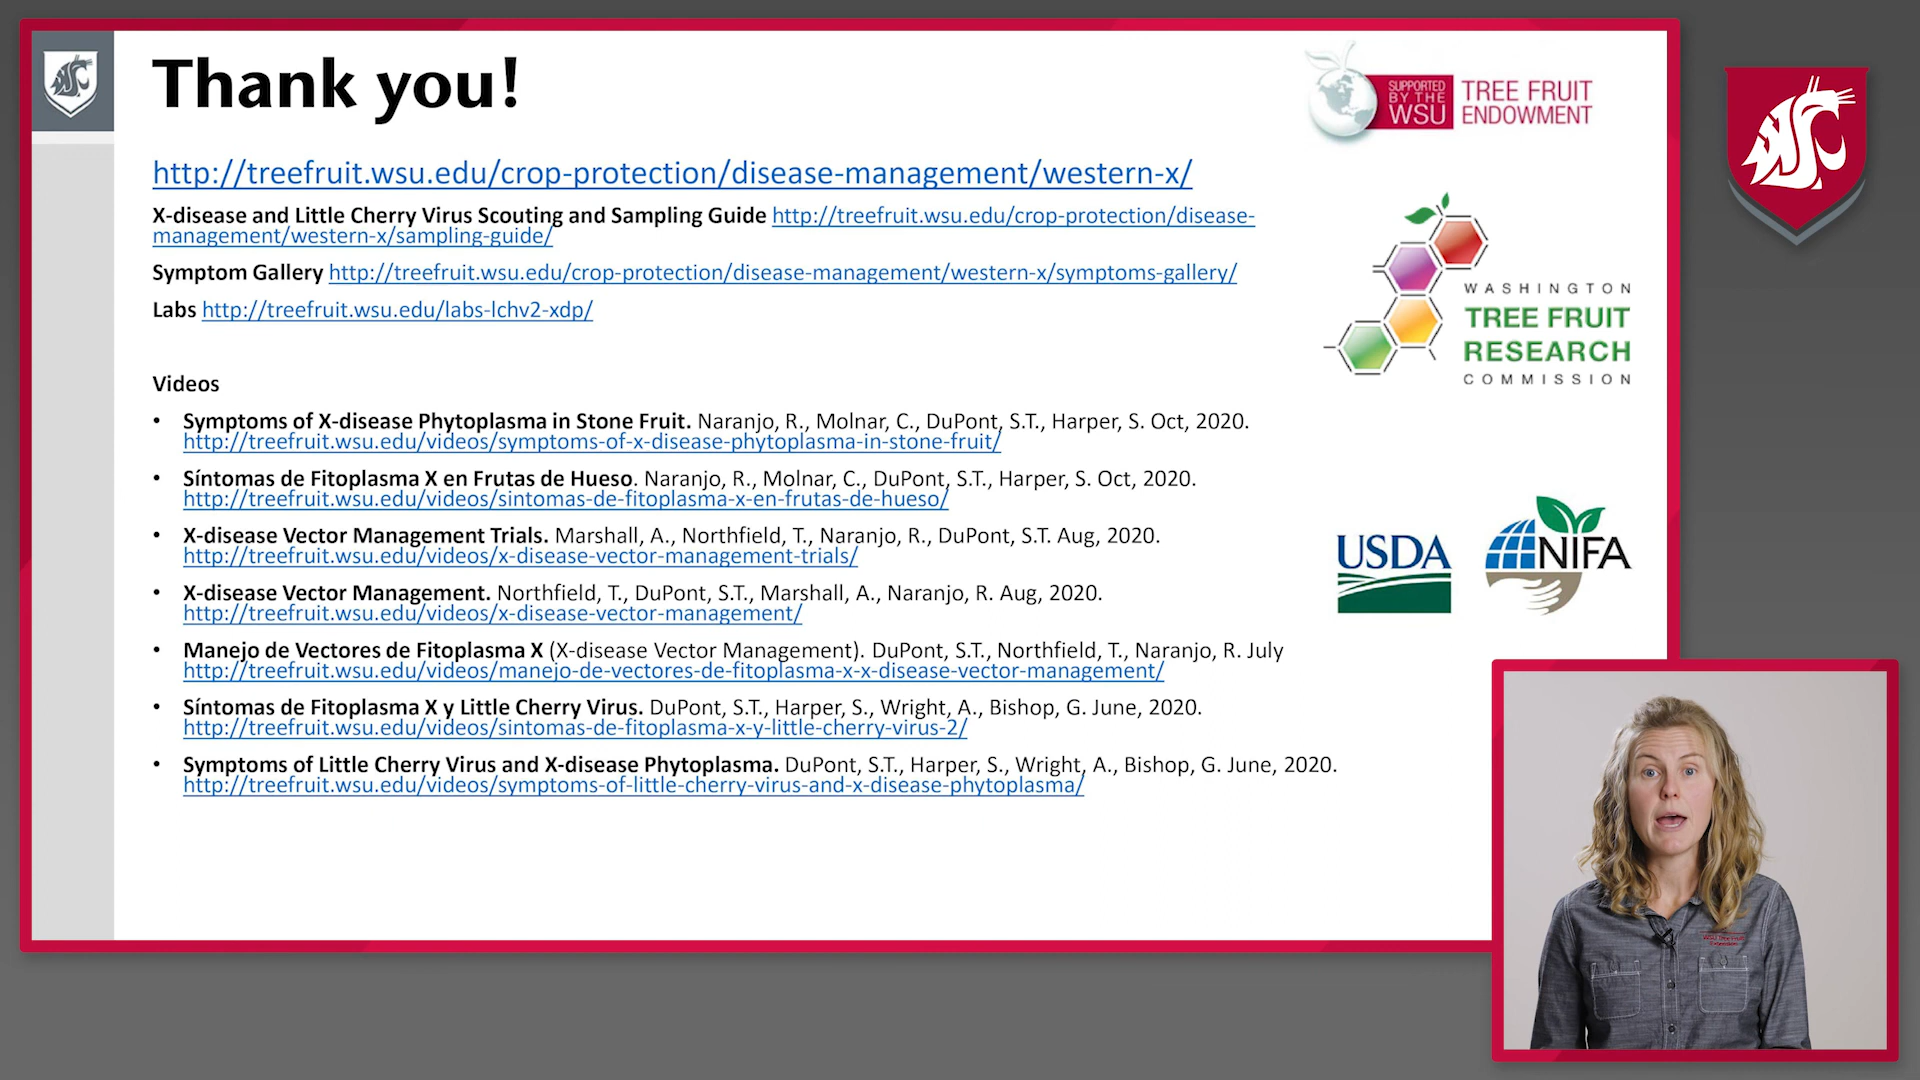 Thank you!
SUPPORTED
BY THE
WSU
TREE FRUIT
ENDOWMENT
http://treefruit.wsu.edu/crop-protection/disease-management/western-x/
X-disease and Little Cherry Virus Scouting and Sampling Guide http://treefruit.wsu.edu/crop-protection/disease-
management/western-x/sampling-guide/
Symptom Gallery http://treefruit.wsu.edu/crop-protection/disease-management/western-x/symptoms-gallery/
Labs http://treefruit.wsu.edu/labs-lchv2-xdp/
WASHINGTON
TREE FRUIT
RESEARCH
COMMISSION
Videos
• Symptoms of X-disease Phytoplasma in Stone Fruit. Naranjo, R., Molnar, C., DuPont, S.T., Harper, S. Oct, 2020.
http://treefruit.wsu.edu/videos/symptoms-of-x-disease-phytoplasma-in-stone-fruit/
• Síntomas de Fitoplasma X en Frutas de Hueso. Naranjo, R., Molnar, C., DuPont, S.T., Harper, S. Oct, 2020.
http://treefruit.wsu.edu/videos/sintomas-de-fitoplasma-x-en-frutas-de-hueso/
• X-disease Vector Management Trials. Marshall, A., Northfield, T., Naranjo, R., DuPont, S.T. Aug, 2020.
http://treefruit.wsu.edu/videos/x-disease-vector-management-trials/
• X-disease Vector Management. Northfield, T., DuPont, S.T., Marshall, A., Naranjo, R. Aug, 2020.
http://treefruit.wsu.edu/videos/x-disease-vector-management/
• Manejo de Vectores de Fitoplasma X (X-disease Vector Management). DuPont, S.T., Northfield, T., Naranjo, R. July
http://treefruit.wsu.edu/videos/manejo-de-vectores-de-fitoplasma-x-x-disease-vector-management/
• Síntomas de Fitoplasma X y Little Cherry Virus. DuPont, S.T., Harper, S., Wright, A., Bishop, G. June, 2020.
http://treefruit.wsu.edu/videos/sintomas-de-fitoplasma-x-y-little-cherry-virus-2/
• Symptoms of Little Cherry Virus and X-disease Phytoplasma. DuPont, S.T., Harper, S., Wright, A., Bishop, G. June, 2020.
http://treefruit.wsu.edu/videos/symptoms-of-little-cherry-virus-and-x-disease-phytoplasma/
USDA
NIFA